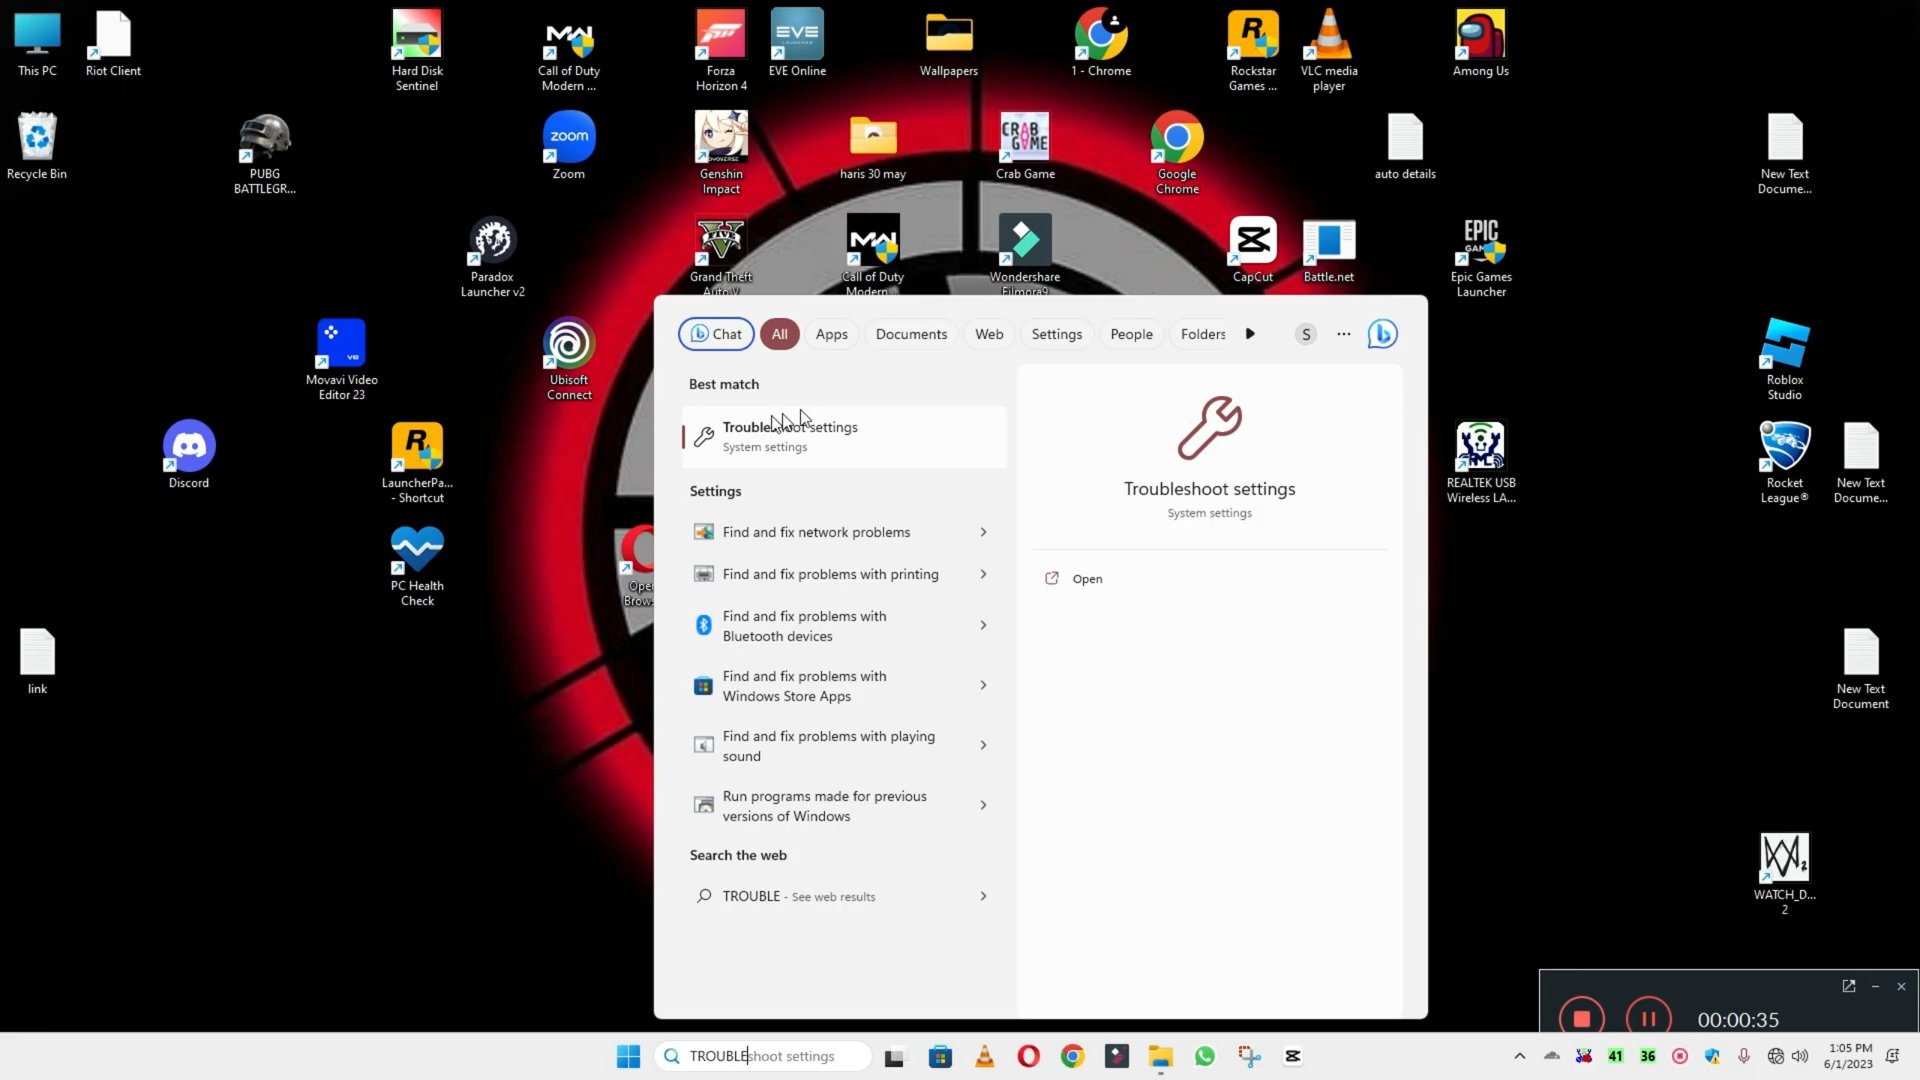 This PC
Riot Client
Hard Disk
Sentinel
Call of Duty
Modern ...
Forza
Horizon 4
EVE Online
Wallpapers
1 - Chrome
Rockstar
Games ...
VLC media
player
Among Us
Recycle Bin
PUBG
BATTLEGR...
zoom
Zoom
Genshin
Impact
haris 30 may
CRAB
GAME
Crab Game
Google
Chrome
auto details
New Text
Docume...
Paradox
Launcher v2
Grand Theft
Auto V
Call of Duty
Modern...
Wondershare
Filmora9
CapCut
Battle.net
EPIC
Epic Games
Launcher
Movavi Video
Editor 23
Ubisoft
Connect
Roblox
Studio
Discord
LauncherPa...
- Shortcut
REALTEK USB
Wireless LA...
Rocket
League®
New Text
Docume...
PC Health
Check
link
New Text
Document
WATCH_D...
2
Chat
All
Apps
Documents
Web
Settings
People
Folders
S
Best match
Troubleshoot settings
System settings
Settings
Find and fix network problems
Find and fix problems with printing
Find and fix problems with
Bluetooth devices
Find and fix problems with
Windows Store Apps
Find and fix problems with playing
sound
Run programs made for previous
versions of Windows
Search the web
TROUBLE - See web results
Troubleshoot settings
System settings
Open
00:00:35
TROUBLEshoot settings
41
36
1:05 PM
6/1/2023